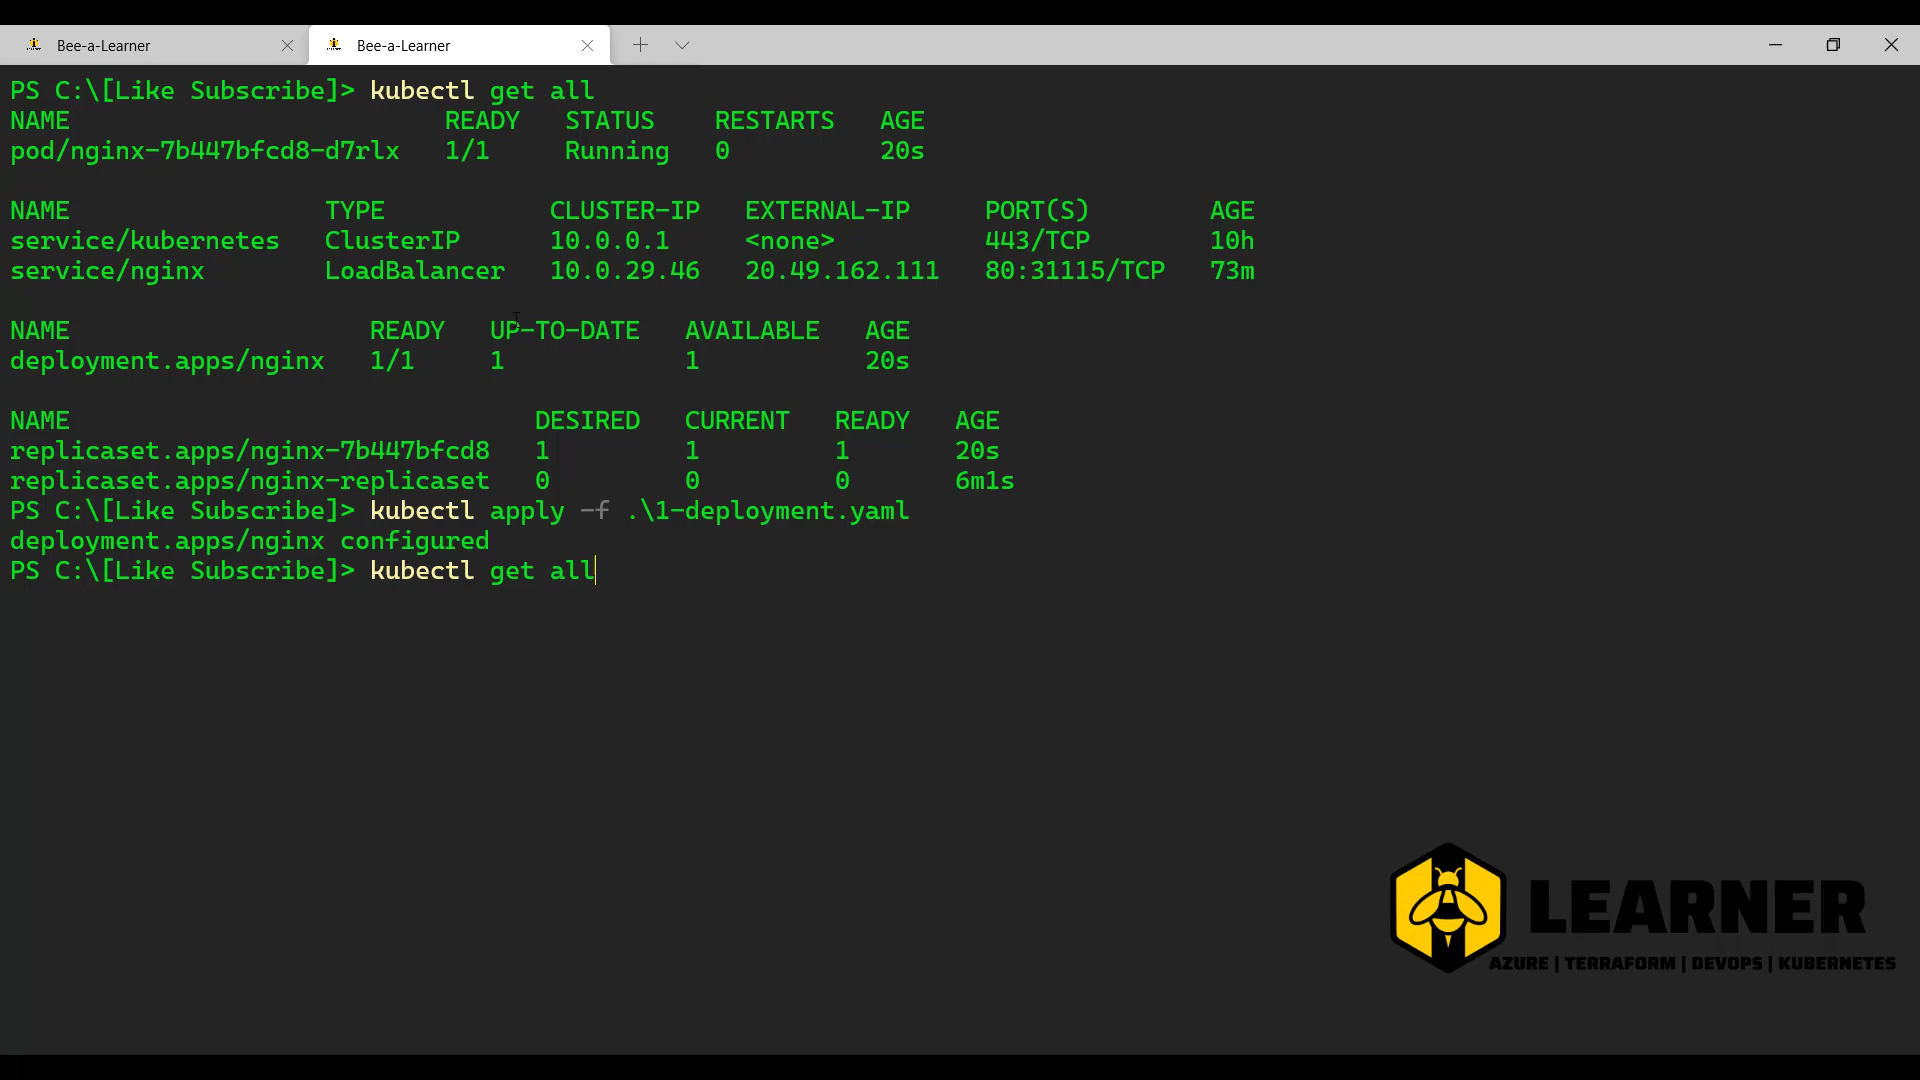 Bee-a-Learner
Bee-a-Learner
PS C:\[Like Subscribe]> kubectl get all
NAME READY STATUS RESTARTS AGE
pod/nginx-7b447bfcd8-d7rlx 1/1 Running 0 20s
NAME TYPE CLUSTER-IP EXTERNAL-IP PORT(S) AGE
service/kubernetes ClusterIP 10.0.0.1 <none> 443/TCP 10h
service/nginx LoadBalancer 10.0.29.46 20.49.162.111 80:31115/TCP 73m
NAME READY UP-TO-DATE AVAILABLE AGE
deployment.apps/nginx 1/1 1 1 20s
NAME DESIRED CURRENT READY AGE
replicaset.apps/nginx-7b447bfcd8 1 1 1 20s
replicaset.apps/nginx-replicaset 0 0 0 6m1s
PS C:\[Like Subscribe]> kubectl apply -f .\1-deployment.yaml
deployment.apps/nginx configured
PS C:\[Like Subscribe]> kubectl get all
LEARNER
AZURE | TERRAFORM | DEVOPS | KUBERNETES